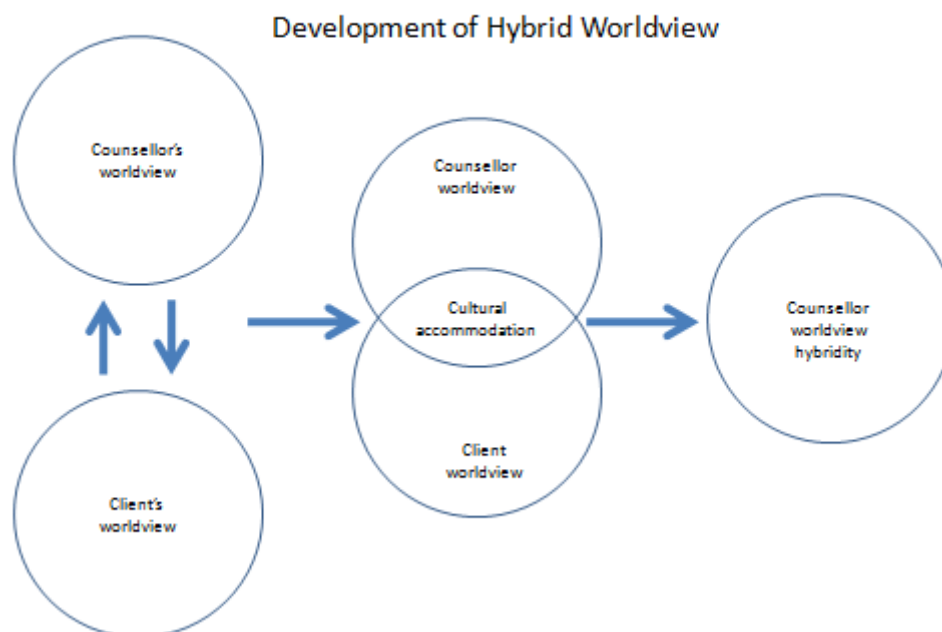 Development of Hybrid Worldview
Counsellor's
worldview
Client's
worldview
Counsellor
worldview
Cultural
accommodation
Client
worldview
Counsellor
worldview
hybridity